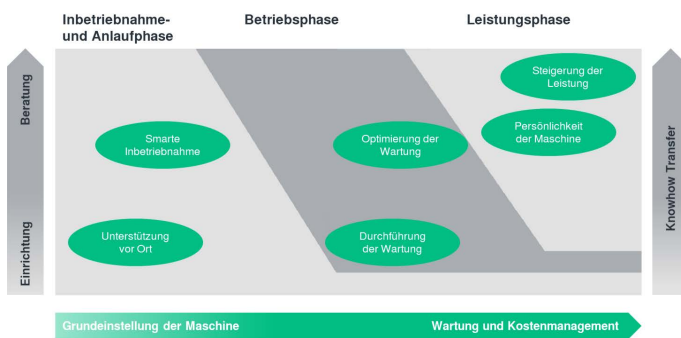 Inbetriebnahme-
und Anlaufphase
Betriebsphase
Leistungsphase
Beratung
Einrichtung
Steigerung der
Leistung
Persönlichkeit
der Maschine
Smarte
Inbetriebnahme
Optimierung der
Wartung
Unterstützung
vor Ort
Durchführung
der Wartung
Knowhow Transfer
Grundeinstellung der Maschine
Wartung und Kostenmanagement